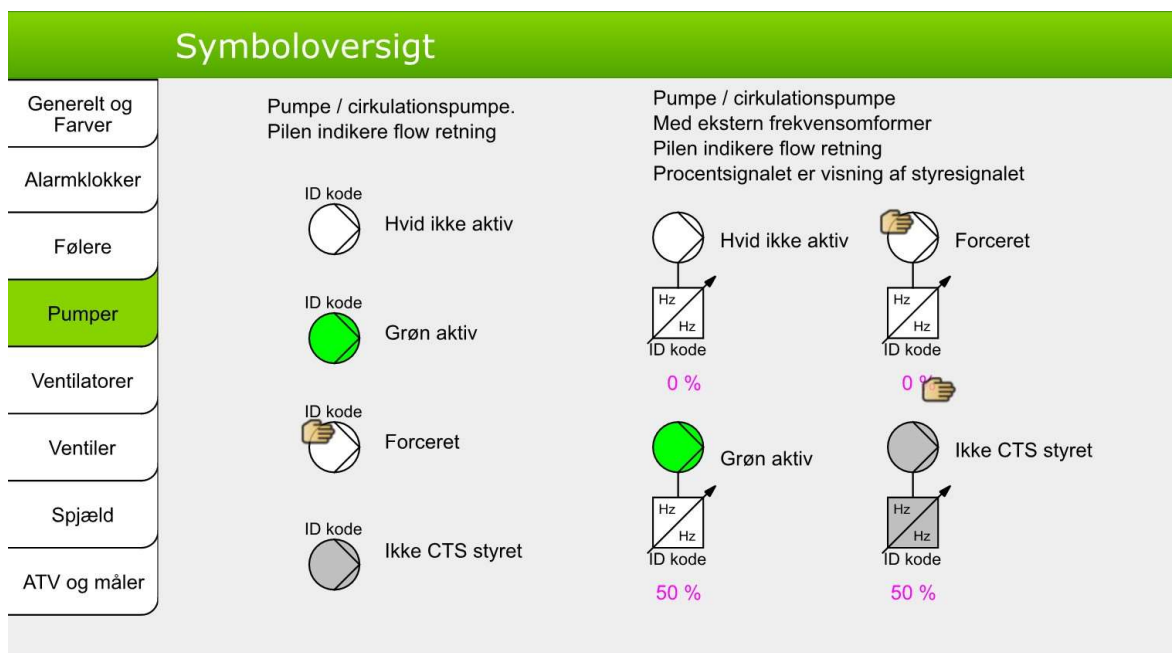 Symboloversigt
Generelt og
Farver
Alarmklokker
Følere
Pumper
Ventilatorer
Ventiler
Spjæld
ATV og måler
Pumpe / cirkulationspumpe.
Pilen indikere flow retning
ID kode
Hvid ikke aktiv
ID kode
Grøn aktiv
ID kode
Forceret
ID kode
Ikke CTS styret
Pumpe / cirkulationspumpe
Med ekstern frekvensomformer
Pilen indikere flow retning
Procentsignalet er visning af styresignalet
Hvid ikke aktiv
Hz
Hz
ID kode
0 %
Forceret
Hz
Hz
ID kode
0 %
Grøn aktiv
Hz
Hz
ID kode
50 %
Ikke CTS styret
Hz
Hz
ID kode
50 %